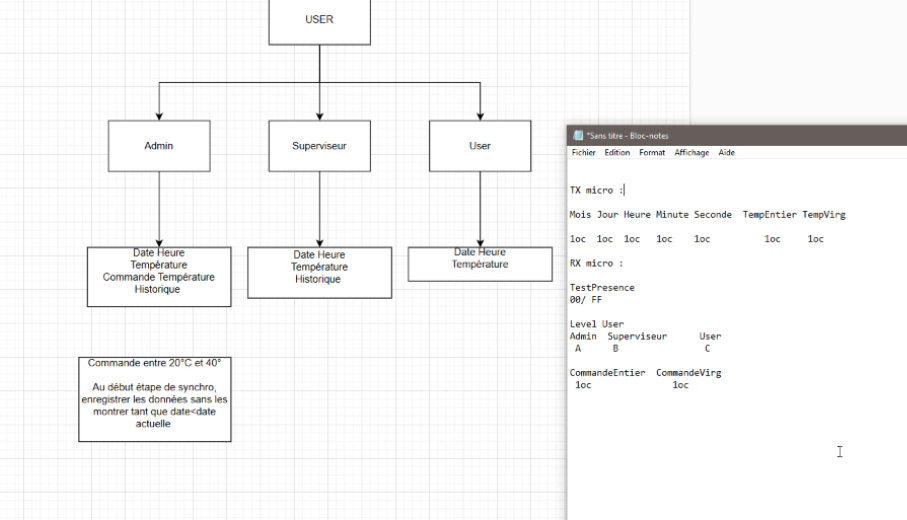 USER
Admin
Superviseur
User
Date Heure
Température
Commande Température
Historique
Date Heure
Température
Historique
Date Heure
Température
Commande entre 20°C et 40°
Au début étape de synchro,
enregistrer les données sans les
montrer tant que date<date
actuelle
*Sans titre - Bloc-notes
Fichier Edition Format Affichage Aide
TX micro :
Mois Jour Heure Minute Seconde TempEntier TempVirg
1oc 1oc 1oc 1oc 1oc 1oc 1oc
RX micro :
TestPresence
00/ FF
Level User
Admin Superviseur User
A B C
CommandeEntier CommandeVirg
1oc 1oc